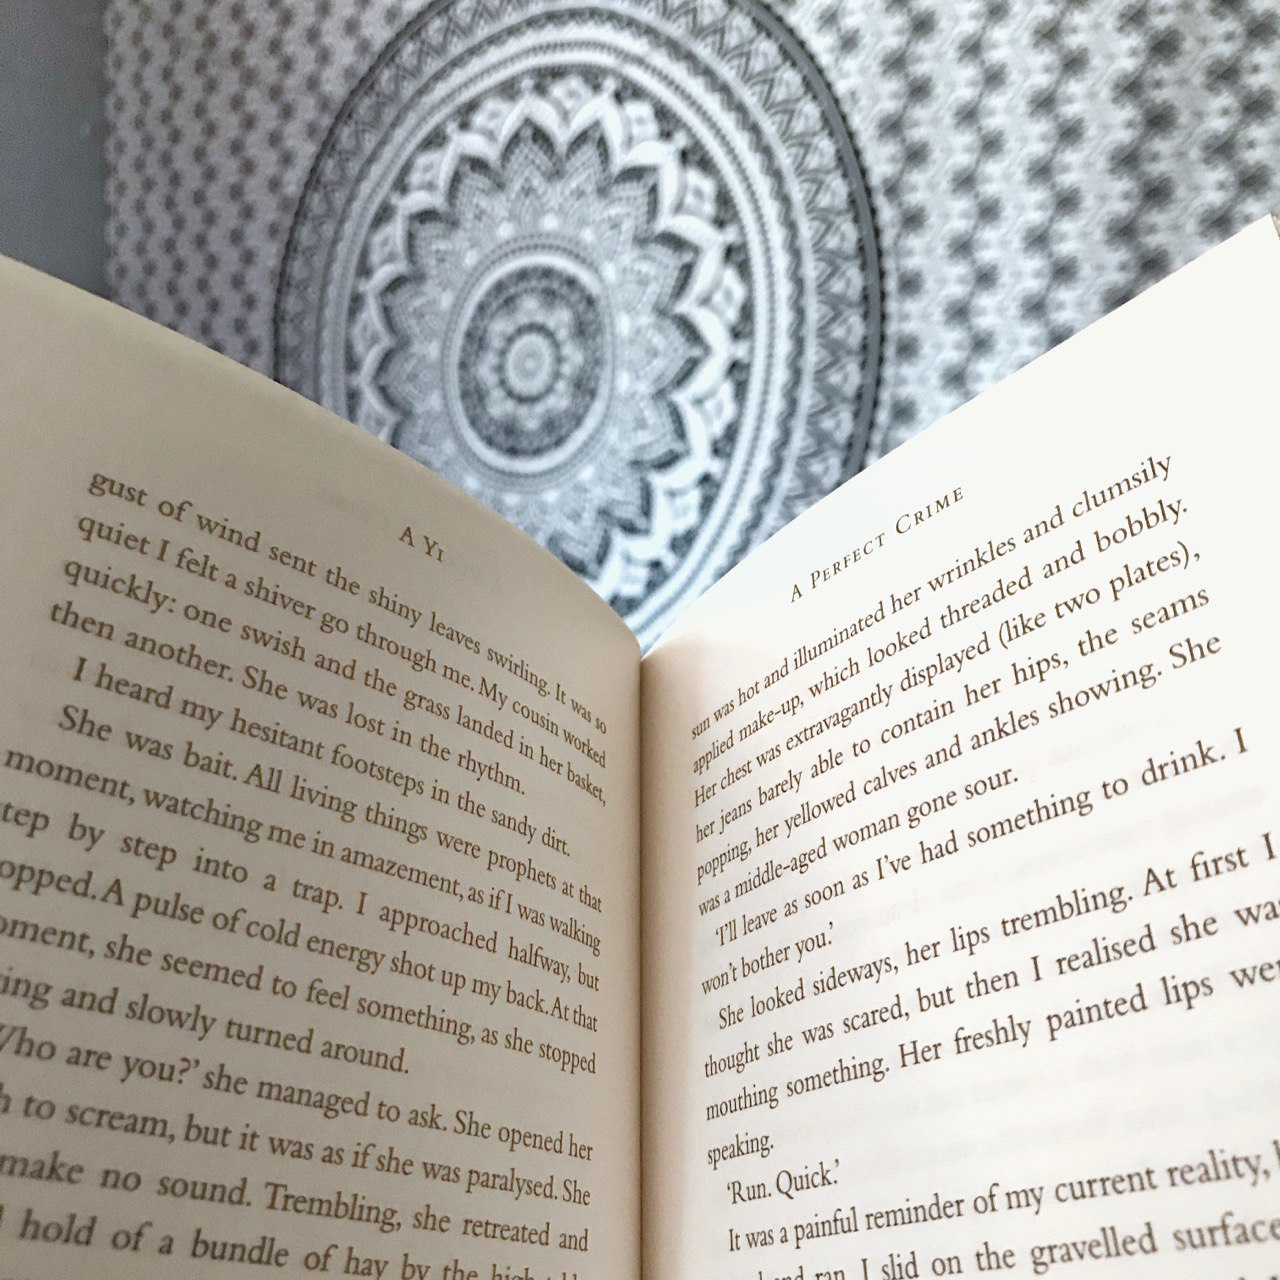 A YI
gust of wind sent the shiny leaves swirling. It was so
quiet I felt a shiver go through me. My cousin worked
quickly: one swish and the grass landed in her basket,
then another. She was lost in the rhythm.
I heard my hesitant footsteps in the sandy dirt.
She was bait. All living things were prophets at that
moment, watching me in amazement, as if I was walking
step by step into a trap. I approached halfway, but
opped. A pulse of cold energy shot up my back. At that
oment, she seemed to feel something, as she stopped
ing and slowly turned around.
Who are you?’ she managed to ask. She opened her
h to scream, but it was as if she was paralysed. She
make no sound. Trembling, she retreated and
hold of a bundle of hay by the
A PERFECT CRIME
sun was hot and illuminated her wrinkles and clumsily
applied make-up, which looked threaded and bobbly.
Her chest was extravagantly displayed (like two plates),
her jeans barely able to contain her hips, the seams
popping, her yellowed calves and ankles showing. She
was a middle-aged woman gone sour.
‘I’ll leave as soon as I’ve had something to drink. I
won’t bother you.’
She looked sideways, her lips trembling. At first I
thought she was scared, but then I realised she wa
mouthing something. Her freshly painted lips wer
speaking.
‘Run. Quick.’
It was a painful reminder of my current reality,
and ran. I slid on the gravelled surface